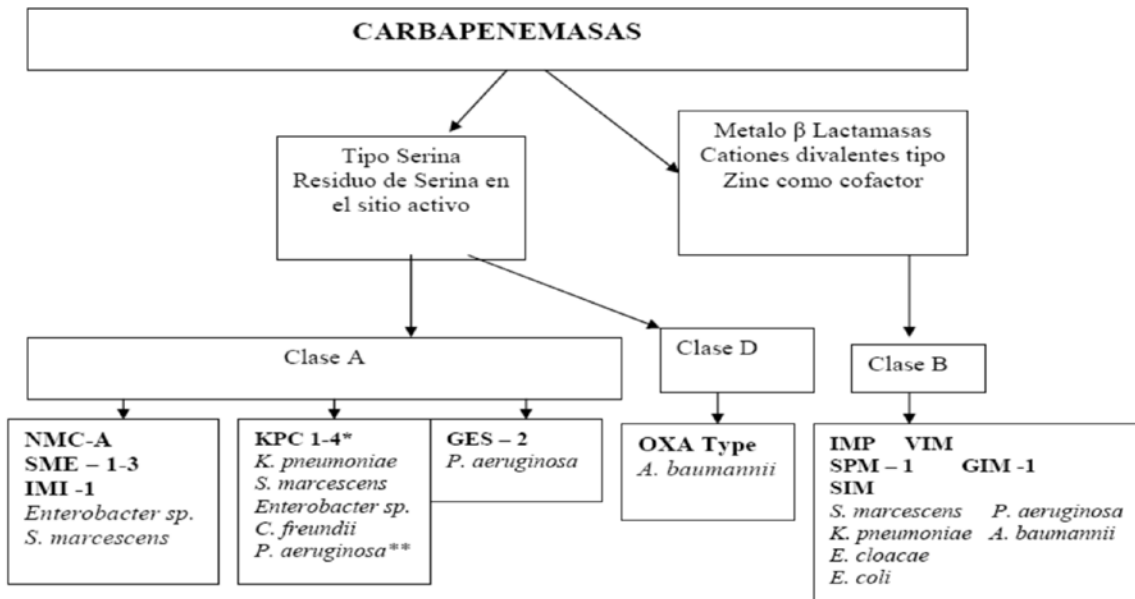 CARBAPENEMASAS
Tipo Serina
Residuo de Serina en
el sitio activo
Metalo β Lactamasas
Cationes divalentes tipo
Zinc como cofactor
Clase A
Clase D
Clase B
NMC-A
SME – 1-3
IMI -1
Enterobacter sp.
S. marcescens
KPC 1-4*
K. pneumoniae
S. marcescens
Enterobacter sp.
C. freundii
P. aeruginosa**
GES – 2
P. aeruginosa
OXA Type
A. baumannii
IMP VIM
SPM – 1 GIM -1
SIM
S. marcescens P. aeruginosa
K. pneumoniae A. baumannii
E. cloacae
E. coli